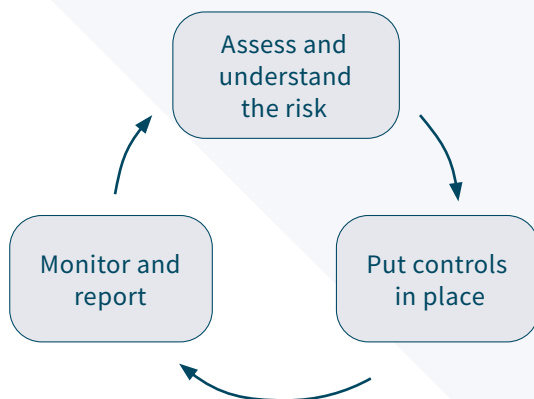 Assess and
understand
the risk
Monitor and
report
Put controls
in place